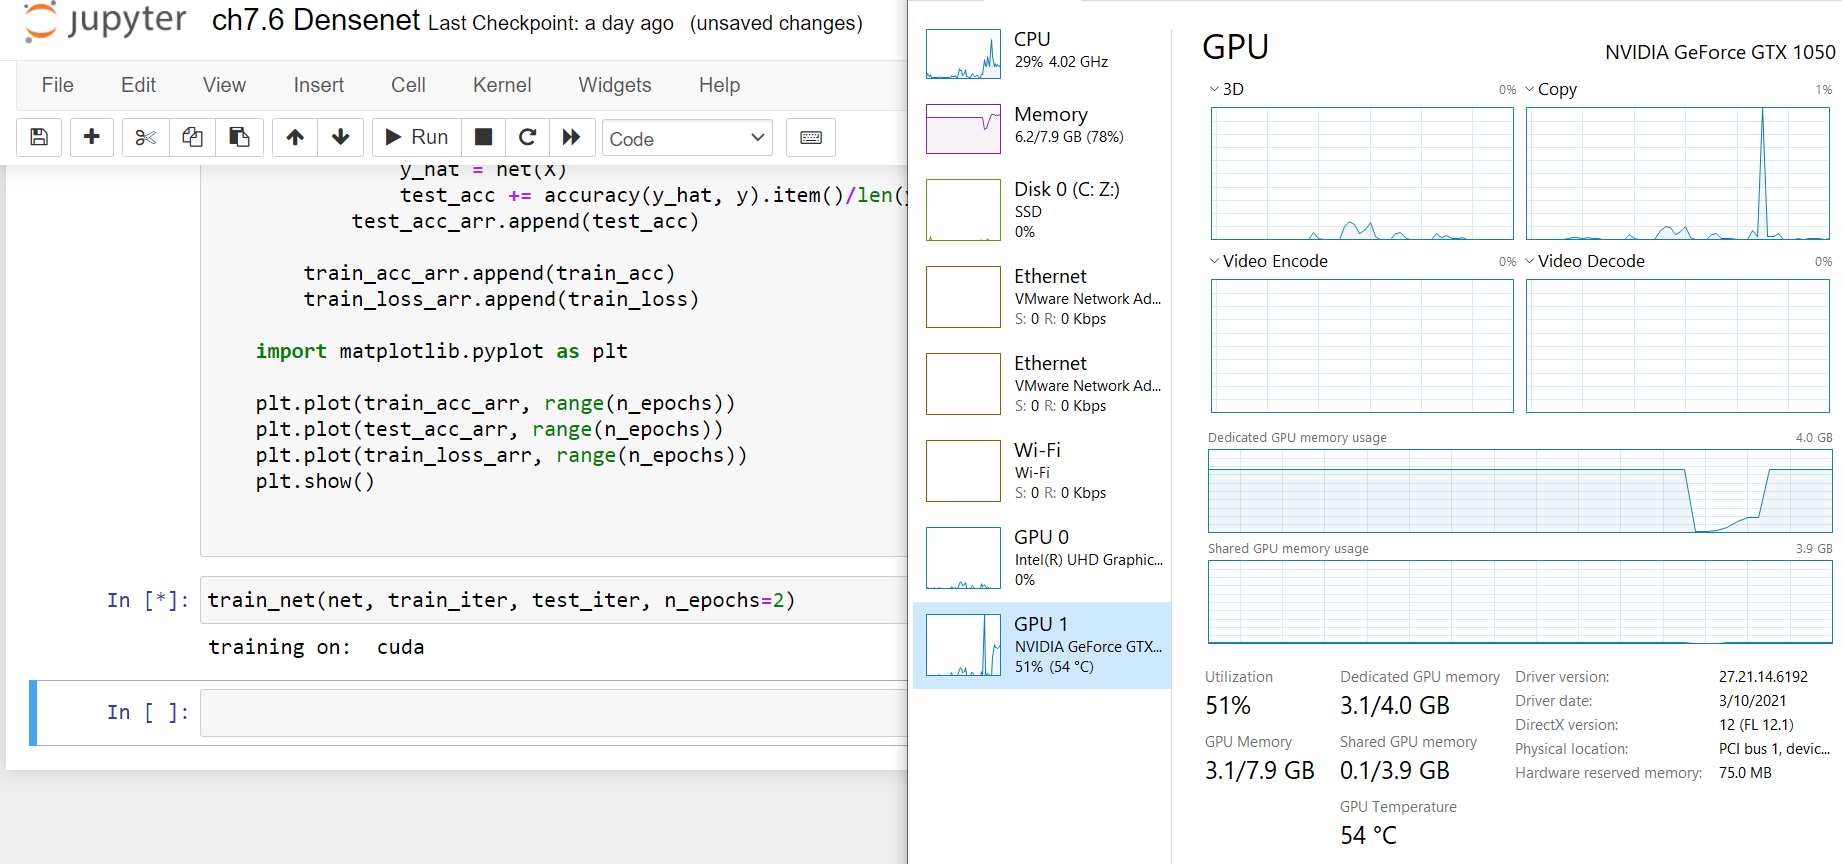 jupyter ch7.6 Densenet Last Checkpoint: a day ago (unsaved changes)
File Edit View Insert Cell Kernel Widgets Help
Run Code
y_hat = net(X)
test_acc += accuracy(y_hat, y).item()/len(
test_acc_arr.append(test_acc)
train_acc_arr.append(train_acc)
train_loss_arr.append(train_loss)
import matplotlib.pyplot as plt
plt.plot(train_acc_arr, range(n_epochs))
plt.plot(test_acc_arr, range(n_epochs))
plt.plot(train_loss_arr, range(n_epochs))
plt.show()
In [*]: train_net(net, train_iter, test_iter, n_epochs=2)
training on:  cuda
In [ ]:
CPU
29% 4.02 GHz
Memory
6.2/7.9 GB (78%)
Disk 0 (C: Z:)
SSD
0%
Ethernet
VMware Network Ad...
S: 0 R: 0 Kbps
Ethernet
VMware Network Ad...
S: 0 R: 0 Kbps
Wi-Fi
Wi-Fi
S: 0 R: 0 Kbps
GPU 0
Intel(R) UHD Graphic...
0%
GPU 1
NVIDIA GeForce GTX...
51% (54 °C)
GPU NVIDIA GeForce GTX 1050
3D 0% Copy 1%
Video Encode 0% Video Decode 0%
Dedicated GPU memory usage 4.0 GB
Shared GPU memory usage 3.9 GB
Utilization
51%
GPU Memory
3.1/7.9 GB
Dedicated GPU memory
3.1/4.0 GB
Shared GPU memory
0.1/3.9 GB
GPU Temperature
54 °C
Driver version: 27.21.14.6192
Driver date: 3/10/2021
DirectX version: 12 (FL 12.1)
Physical location: PCI bus 1, devic...
Hardware reserved memory: 75.0 MB